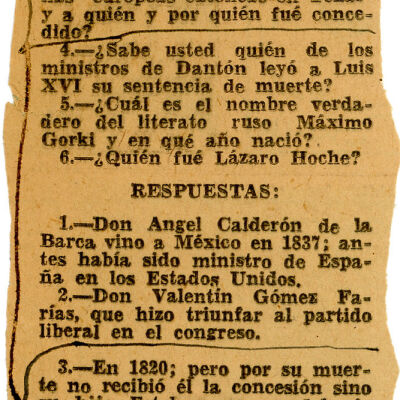 y a quién y por quién fué conce-
dido?
4.—¿Sabe usted quién de los
ministros de Dantón leyó a Luis
XVI su sentencia de muerte?
5.—¿Cuál es el nombre verda-
dero del literato ruso Máximo
Gorki y en qué año nació?
6.—¿Quién fué Lázaro Hoche?
RESPUESTAS:
1.—Don Angel Calderón de la
Barca vino a México en 1837; an-
tes había sido ministro de Espa-
ña en los Estados Unidos.
2.—Don Valentín Gómez Fa-
rías, que hizo triunfar al partido
liberal en el congreso.
3.—En 1820; pero por su muer-
te no recibió él la concesión sino